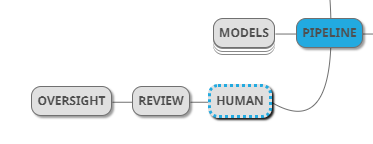 MODELS
PIPELINE
OVERSIGHT
REVIEW
HUMAN